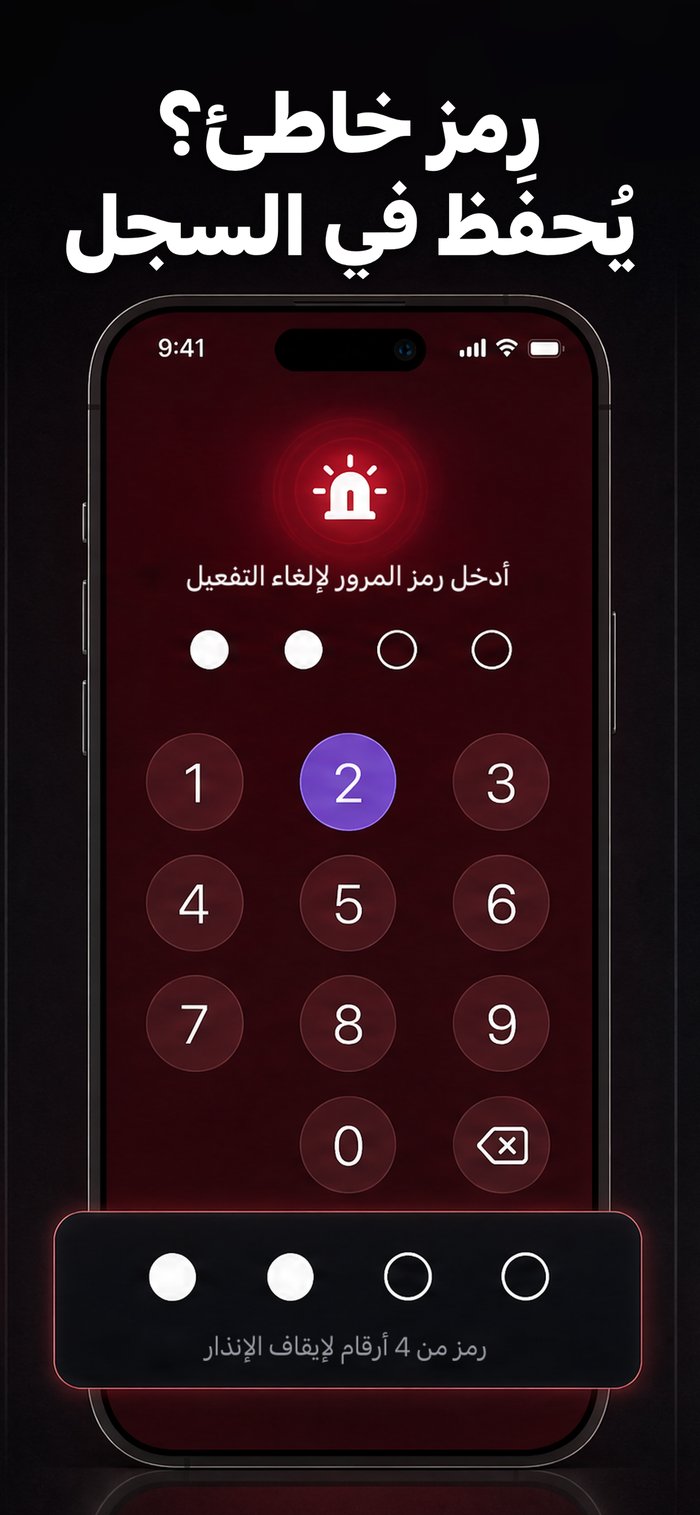 رِمز خاطئ؟
يُحفَظ في السجل
9:41
أدخل رمز المرور لإلغاء التفعيل
1 2 3
4 5 6
7 8 9
0
رمز من 4 أرقام لإيقاف الإنذار